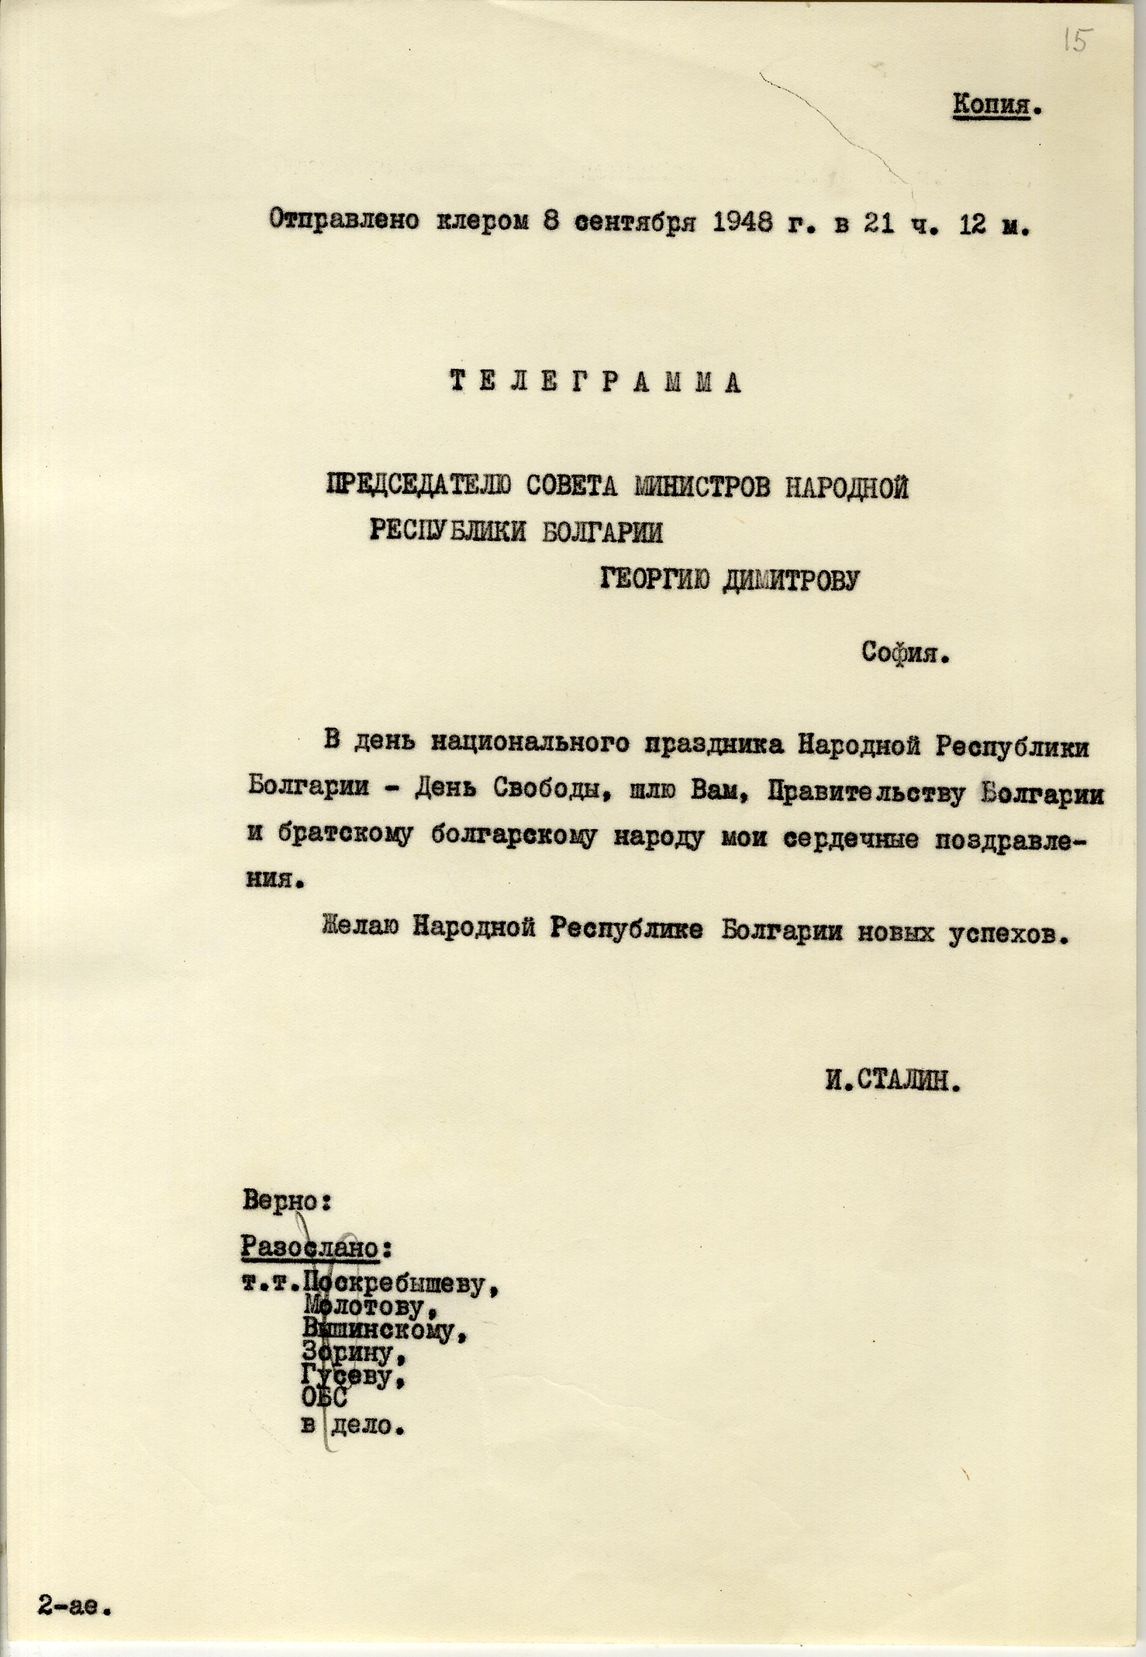 15
Копия.
Отправлено клером 8 сентября 1948 г. в 21 ч. 12 м.
ТЕЛЕГРАММА
ПРЕДСЕДАТЕЛЮ СОВЕТА МИНИСТРОВ НАРОДНОЙ
РЕСПУБЛИКИ БОЛГАРИИ
ГЕОРГИЮ ДИМИТРОВУ
София.
В день национального праздника Народной Республики
Болгарии - День Свободы, шлю Вам, Правительству Болгарии
и братскому болгарскому народу мои сердечные поздравле-
ния.
Желаю Народной Республике Болгарии новых успехов.
И.СТАЛИН.
Верно:
Разослано:
т.т.Поскребышеву,
Молотову,
Вышинскому,
Зорину,
Гусеву,
ОБС
в дело.
2-ае.